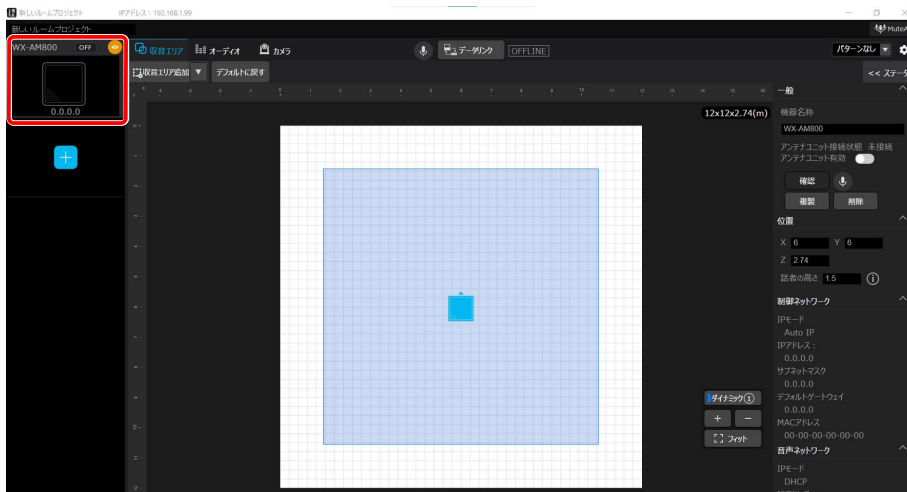 新しいルームプロジェクト IPアドレス : 192.168.1.99
新しいルームプロジェクト MuteA
WX-AM800 OFF
0.0.0.0
収音エリア オーディオ カメラ データリンク OFFLINE パターンなし
収音エリア追加 デフォルトに戻す << ステータ
12x12x2.74(m)
ダイナミック 1
フィット
一般
機器名称
WX-AM800
アンテナユニット接続状態 未接続
アンテナユニット有効
確認
複製 削除
位置
X 6 Y 6
Z 2.74
話者の高さ 1.5
制御ネットワーク
IPモード
Auto IP
IPアドレス :
0.0.0.0
サブネットマスク
0.0.0.0
デフォルトゲートウェイ
0.0.0.0
MACアドレス
00-00-00-00-00-00
音声ネットワーク
IPモード
DHCP